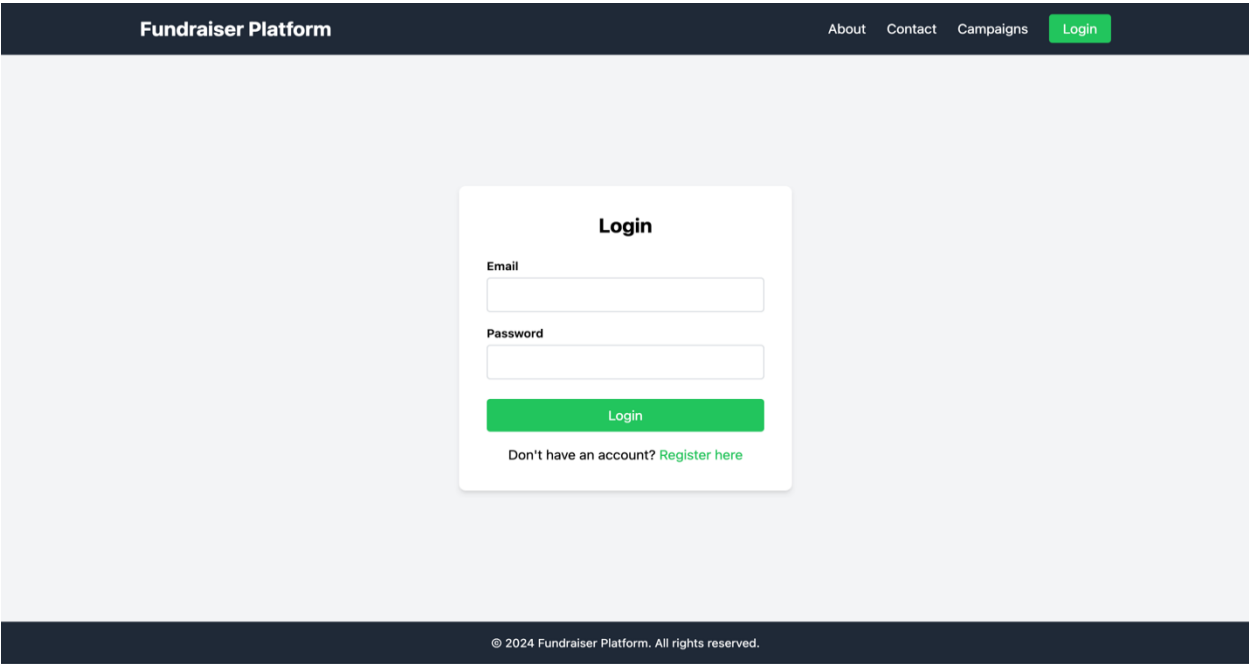 Fundraiser Platform
About Contact Campaigns Login
Login
Email
Password
Login
Don't have an account? Register here
© 2024 Fundraiser Platform. All rights reserved.